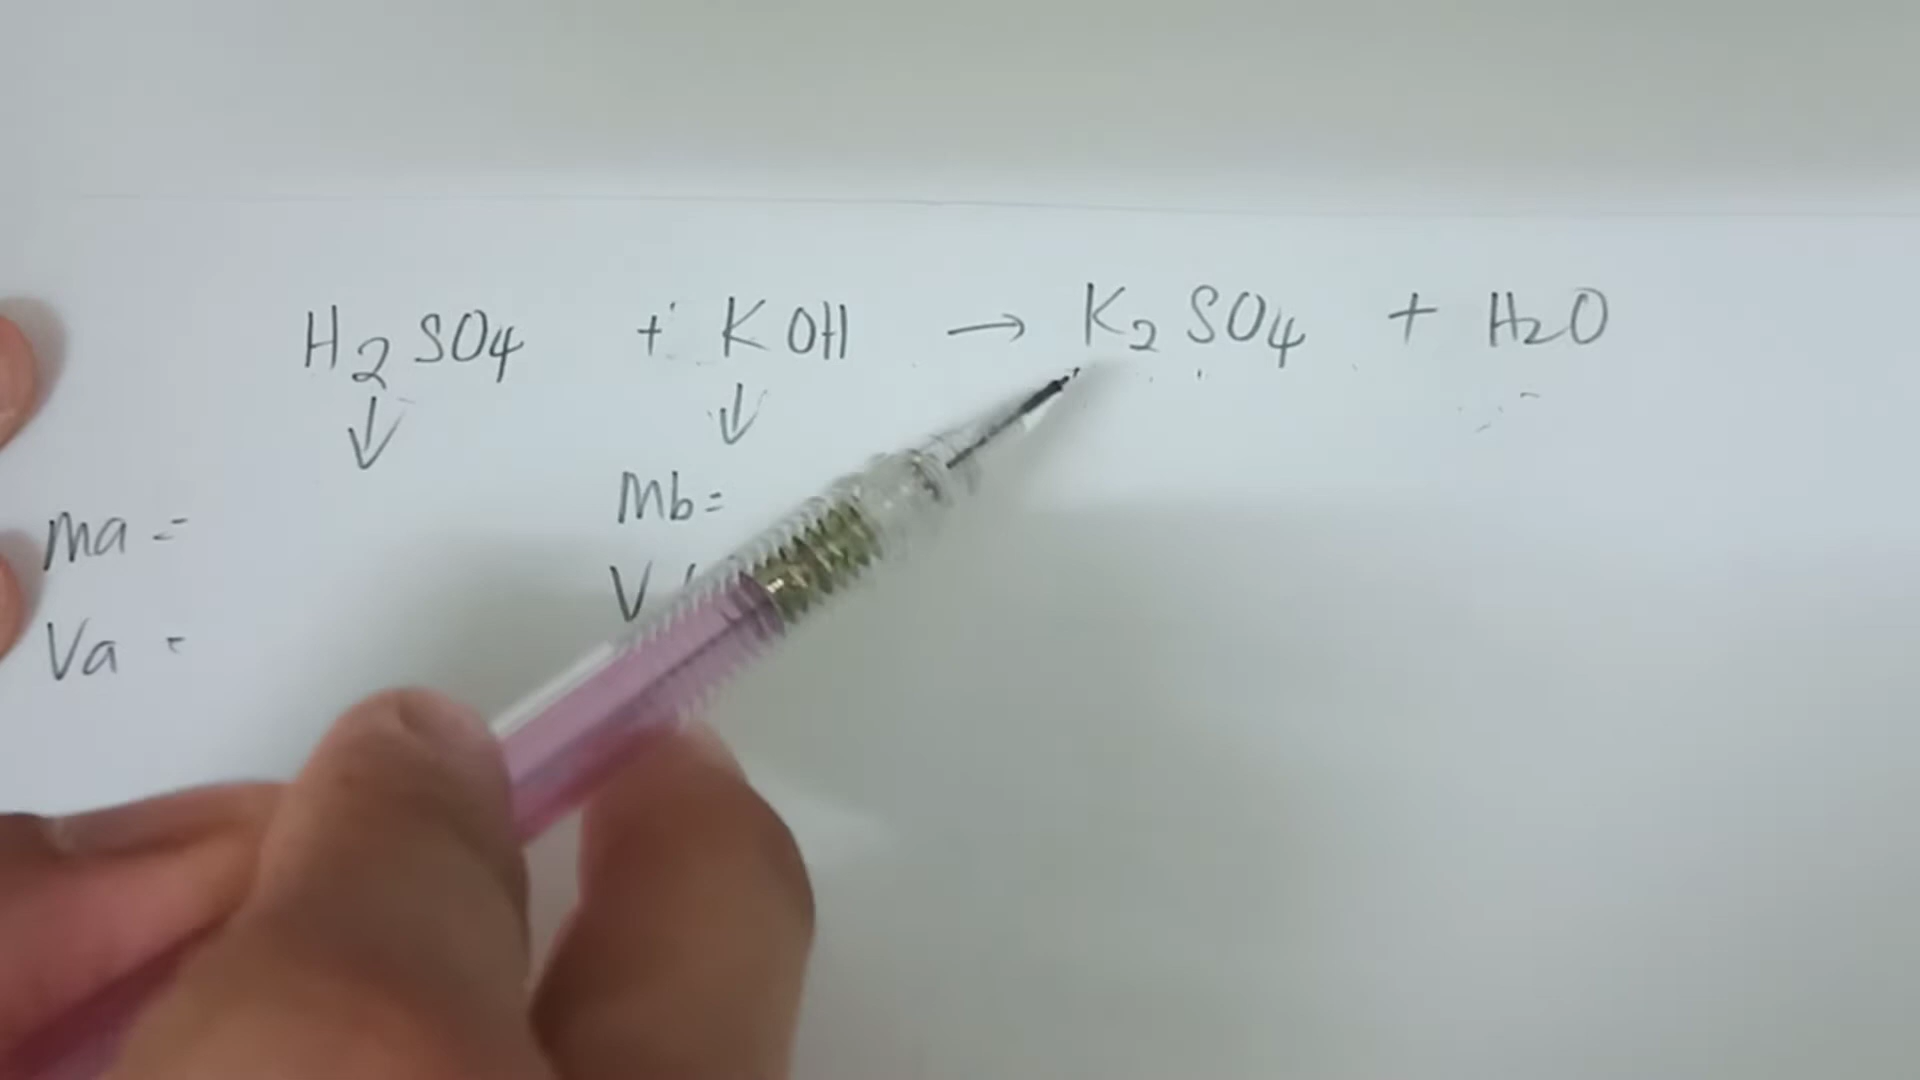 H₂SO₄ + KOH → K₂SO₄ + H₂O
↓ ↓
Ma = Mb =
Va = V